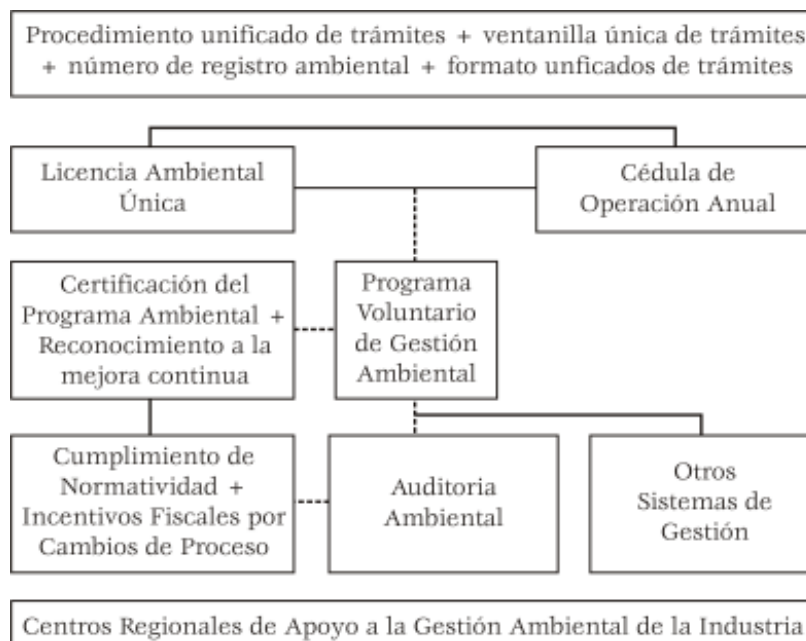 Procedimiento unificado de trámites + ventanilla única de trámites
+ número de registro ambiental + formato unficados de trámites
Licencia Ambiental
Única
Cédula de
Operación Anual
Certificación del
Programa Ambiental +
Reconocimiento a la
mejora continua
Programa
Voluntario
de Gestión
Ambiental
Cumplimiento de
Normatividad +
Incentivos Fiscales por
Cambios de Proceso
Auditoria
Ambiental
Otros
Sistemas de
Gestión
Centros Regionales de Apoyo a la Gestión Ambiental de la Industria